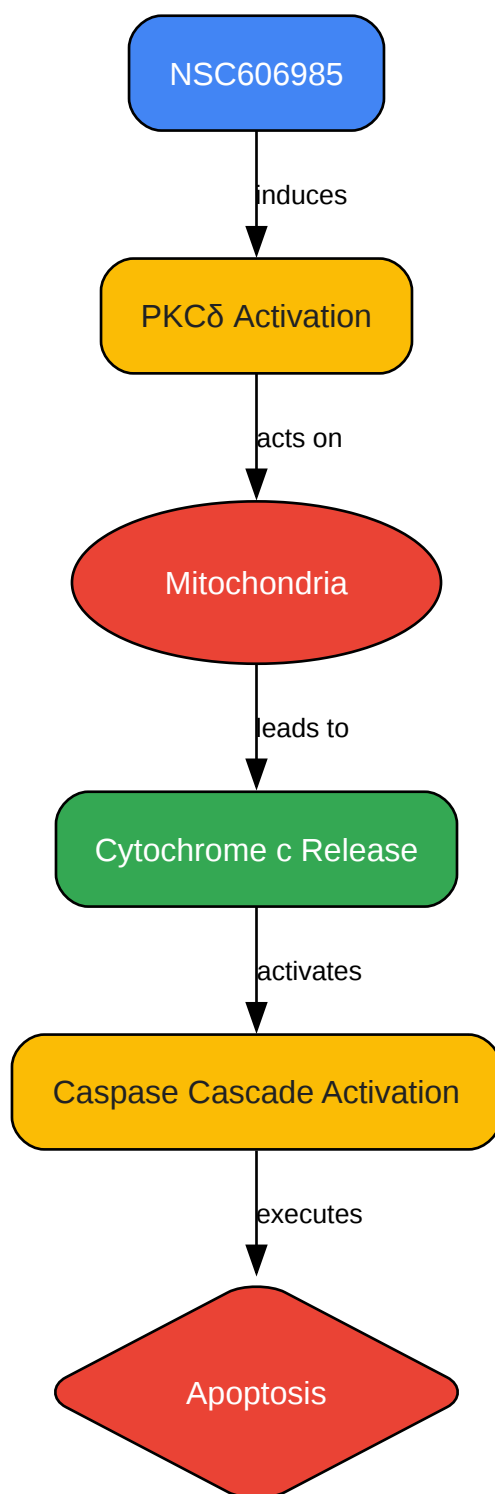 NSC606985
induces
PKCδ Activation
acts on
Mitochondria
leads to
Cytochrome c Release
activates
Caspase Cascade Activation
executes
Apoptosis